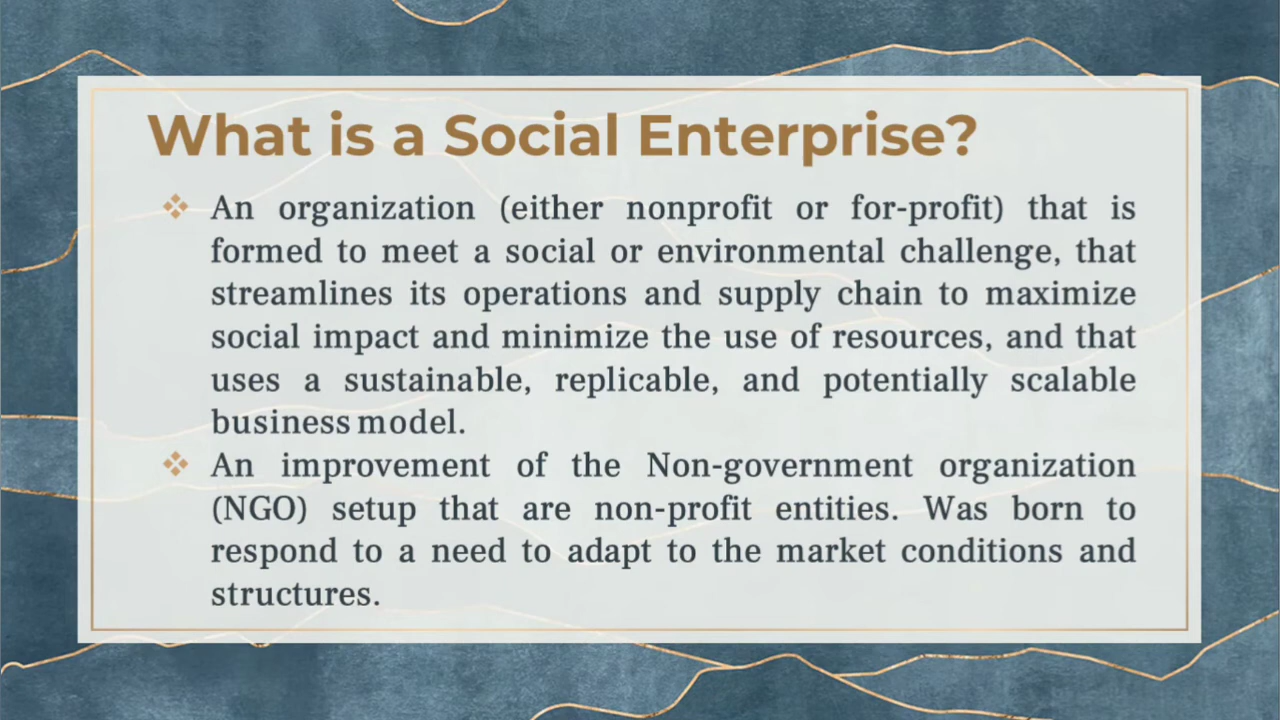 What is a Social Enterprise?
❖ An organization (either nonprofit or for-profit) that is
formed to meet a social or environmental challenge, that
streamlines its operations and supply chain to maximize
social impact and minimize the use of resources, and that
uses a sustainable, replicable, and potentially scalable
business model.
❖ An improvement of the Non-government organization
(NGO) setup that are non-profit entities. Was born to
respond to a need to adapt to the market conditions and
structures.